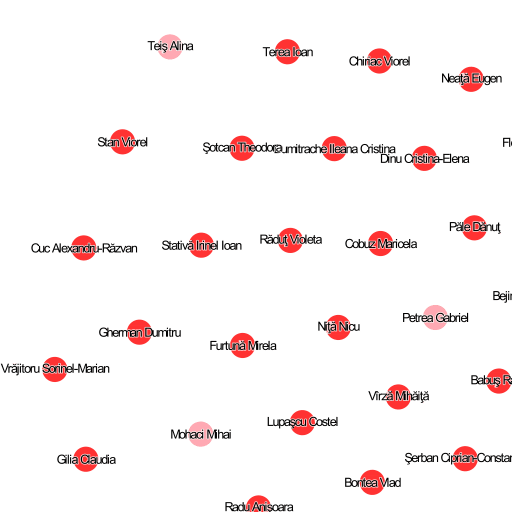 Teiş Alina
Terea Ioan
Chiriac Viorel
Neaţă Eugen
Stan Viorel
Şotcan Theodora
Dumitrache Ileana Cristina
Dinu Cristina-Elena
Cuc Alexandru-Răzvan
Stativă Irinel Ioan
Răduţ Violeta
Cobuz Maricela
Păle Dănuţ
Bejin
Gherman Dumitru
Furtună Mirela
Niţă Nicu
Petrea Gabriel
Vrăjitoru Sorinel-Marian
Vîrză Mihăiţă
Babuş Ra
Mohaci Mihai
Lupaşcu Costel
Gilia Claudia
Şerban Ciprian-Constan
Bontea Vlad
Radu Anişoara